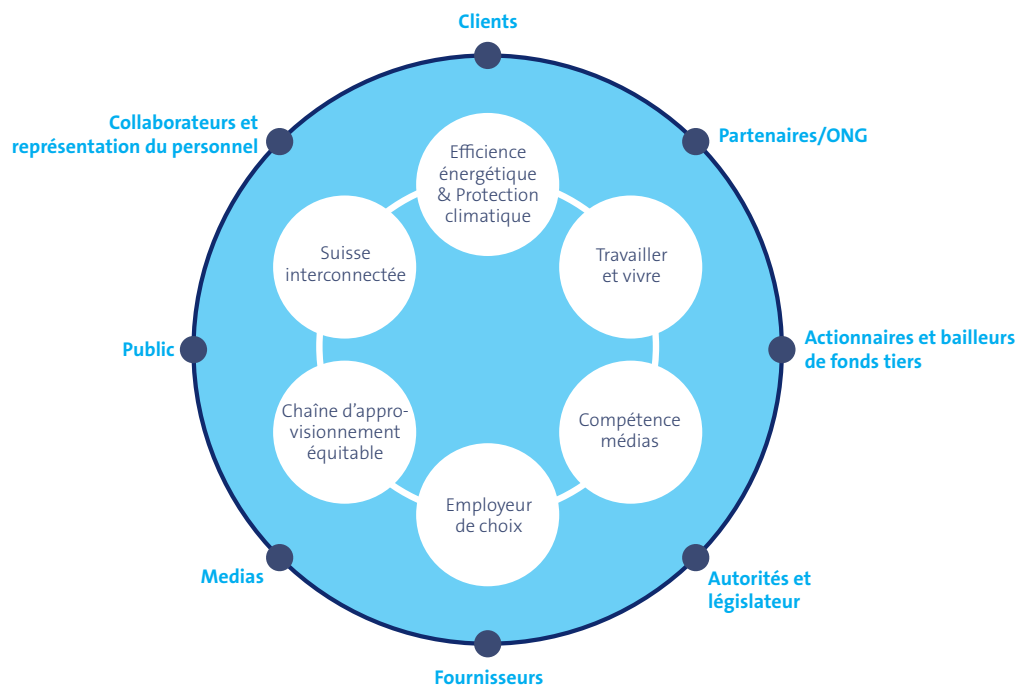 Clients
Collaborateurs et
représentation du personnel
Partenaires/ONG
Efficience
énergétique
& Protection
climatique
Suisse
interconnectée
Travailler
et vivre
Public
Actionnaires et bailleurs
de fonds tiers
Chaîne d’appro-
visionnement
équitable
Compétence
médias
Employeur
de choix
Medias
Autorités et
législateur
Fournisseurs